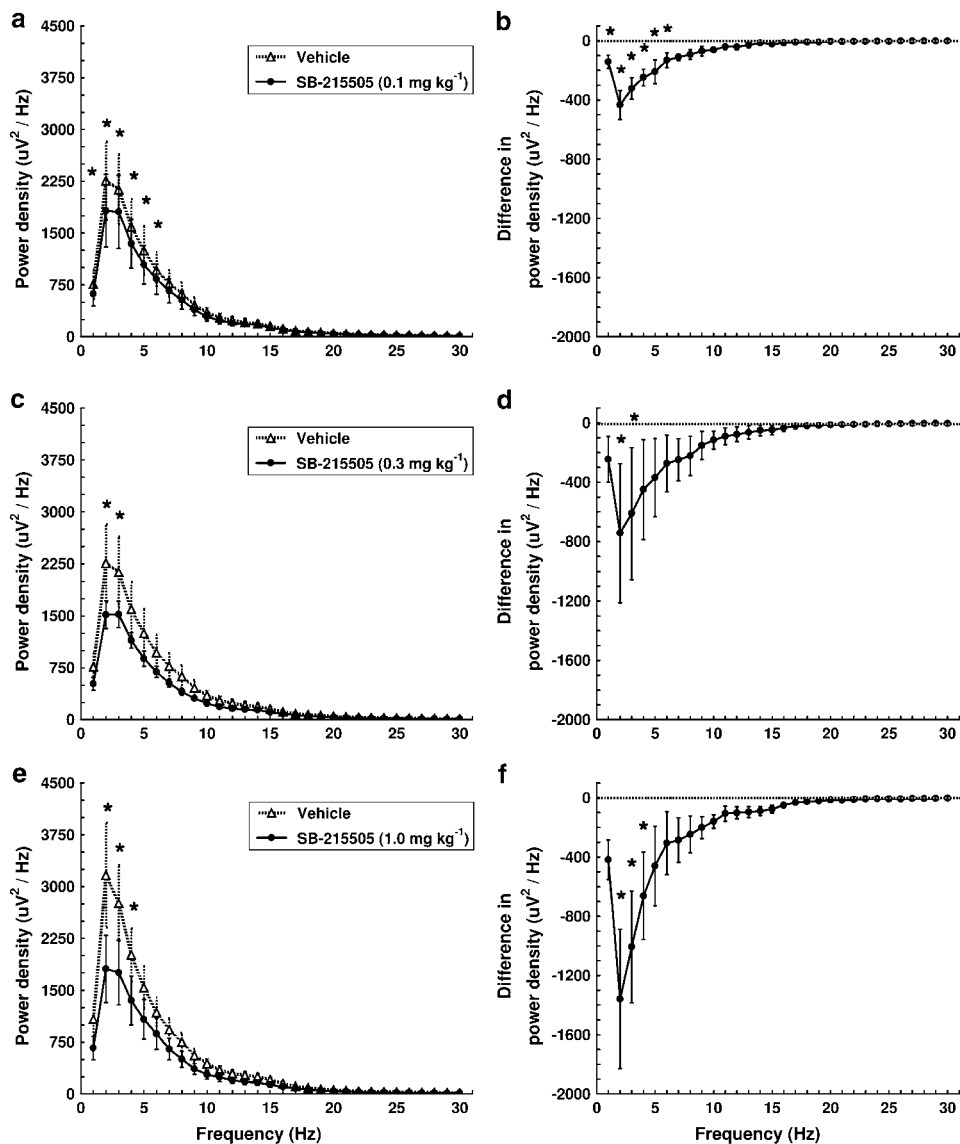 a
4500
3750
3000
2250
1500
750
0
Power density (uV² / Hz)
Vehicle
SB-215505 (0.1 mg kg⁻¹)
* * * * * *
0 5 10 15 20 25 30
b
0
-400
-800
-1200
-1600
-2000
Difference in
power density (uV² / Hz)
* * * * * *
0 5 10 15 20 25 30
c
4500
3750
3000
2250
1500
750
0
Power density (uV² / Hz)
Vehicle
SB-215505 (0.3 mg kg⁻¹)
* *
0 5 10 15 20 25 30
d
0
-400
-800
-1200
-1600
-2000
Difference in
power density (uV² / Hz)
* *
0 5 10 15 20 25 30
e
4500
3750
3000
2250
1500
750
0
Power density (uV² / Hz)
Vehicle
SB-215505 (1.0 mg kg⁻¹)
* * *
0 5 10 15 20 25 30
Frequency (Hz)
f
0
-400
-800
-1200
-1600
-2000
Difference in
power density (uV² / Hz)
* * *
0 5 10 15 20 25 30
Frequency (Hz)